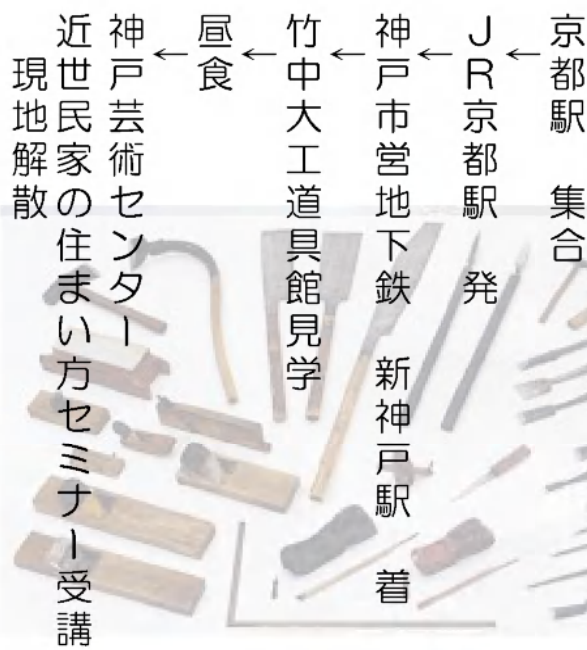 京都駅 集合
↓
JR京都駅 発
↓
神戸市営地下鉄 新神戸駅 着
↓
竹中大工道具館見学
↓
昼食
↓
神戸芸術センター
近世民家の住まい方セミナー受講
現地解散